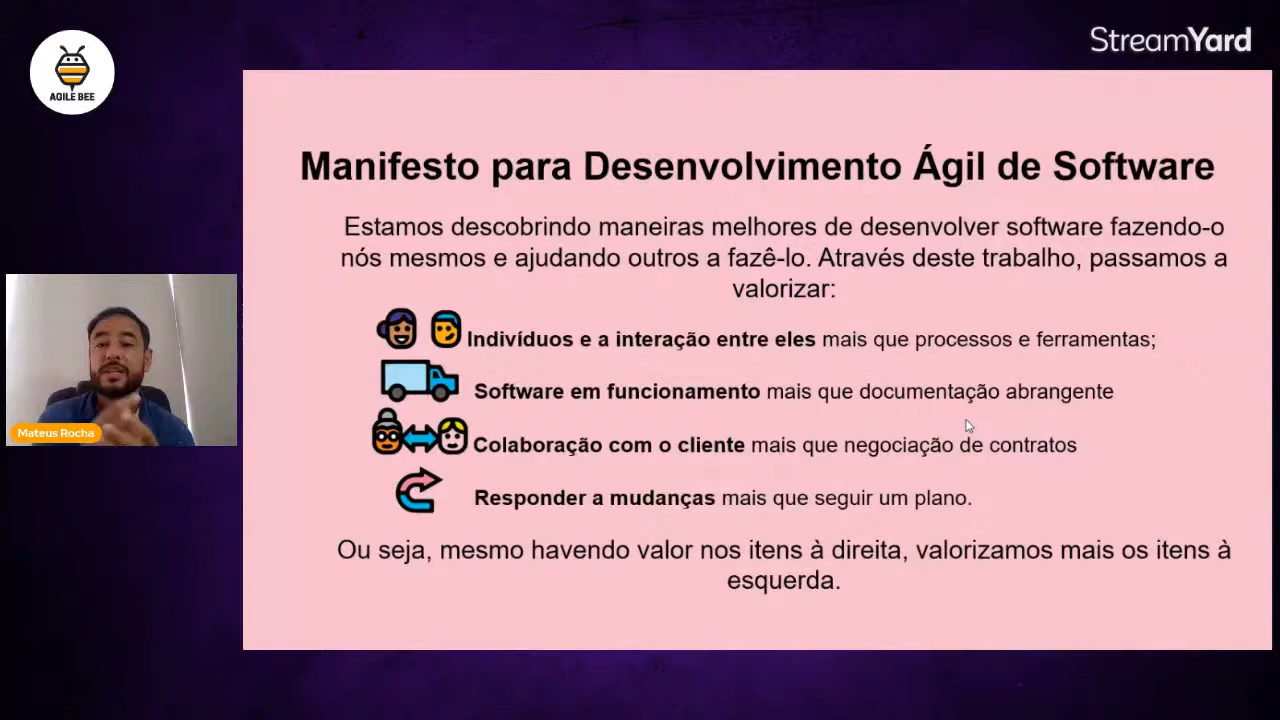 AGILE BEE
StreamYard
Manifesto para Desenvolvimento Ágil de Software
Estamos descobrindo maneiras melhores de desenvolver software fazendo-o
nós mesmos e ajudando outros a fazê-lo. Através deste trabalho, passamos a
valorizar:
Indivíduos e a interação entre eles mais que processos e ferramentas;
Software em funcionamento mais que documentação abrangente
Colaboração com o cliente mais que negociação de contratos
Responder a mudanças mais que seguir um plano.
Ou seja, mesmo havendo valor nos itens à direita, valorizamos mais os itens à
esquerda.
Mateus Rocha